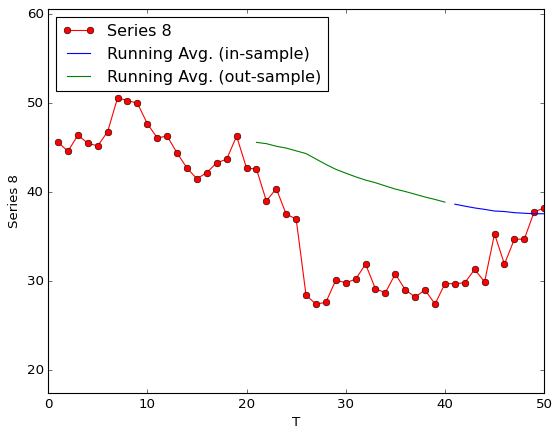 60
50
40
30
20
Series 8
Series 8
Running Avg. (in-sample)
Running Avg. (out-sample)
0
10
20
30
40
50
T